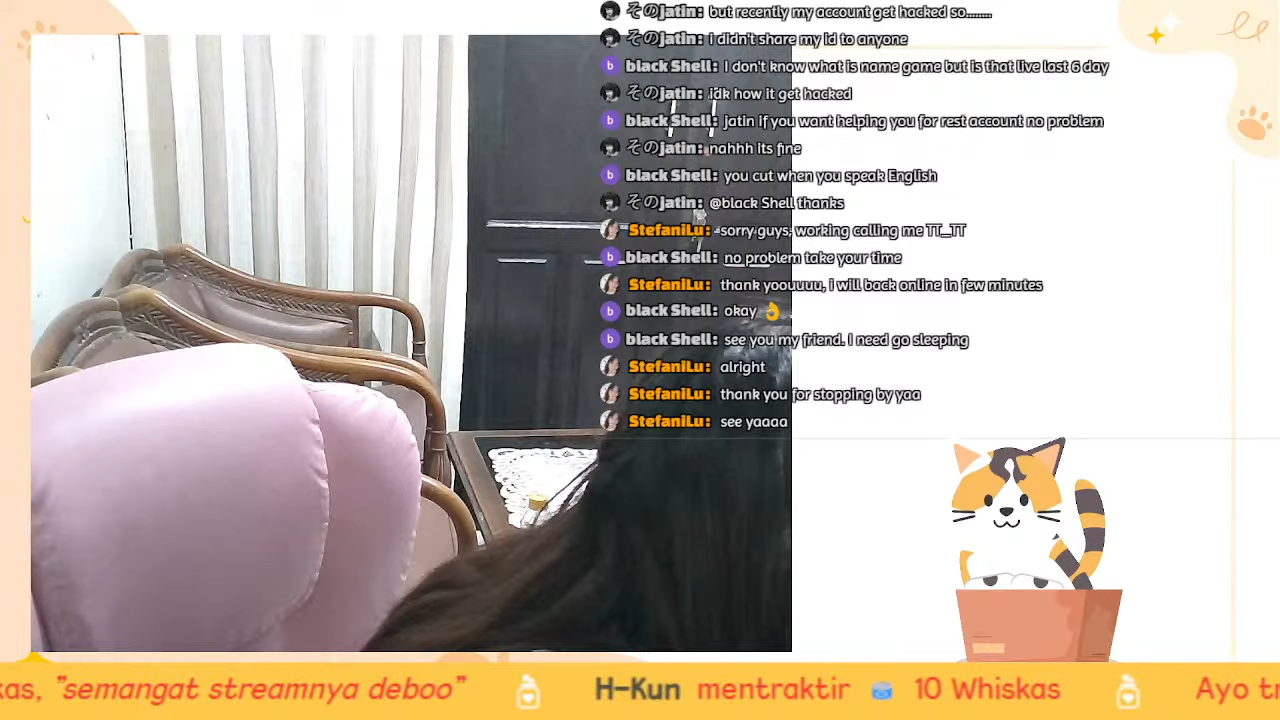 そのjatin: but recently my account get hacked so........
そのjatin: i didn't share my id to anyone
b black Shell: I don't know what is name game but is that live last 6 day
そのjatin: idk how it get hacked
b black Shell: jatin if you want helping you for rest account no problem
そのjatin: nahhh its fine
b black Shell: you cut when you speak English
そのjatin: @black Shell thanks
StefaniLu: sorry guys, working calling me TT_TT
b black Shell: no problem take your time
StefaniLu: thank yoouuuu, i will back online in few minutes
b black Shell: okay 👌
b black Shell: see you my friend. I need go sleeping
StefaniLu: alright
StefaniLu: thank you for stopping by yaa
StefaniLu: see yaaaa
kas, "semangat streamnya deboo" H-Kun mentraktir 10 Whiskas Ayo tr